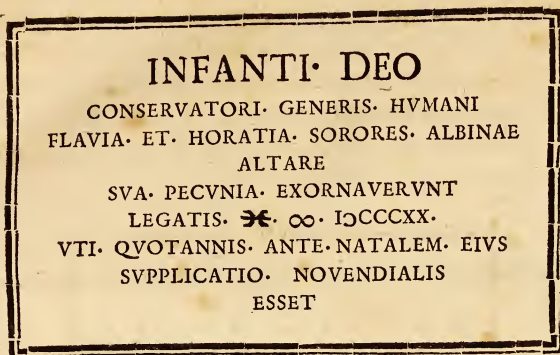 INFANTI· DEO
CONSERVATORI· GENERIS· HVMANI
FLAVIA· ET· HORATIA· SORORES· ALBINAE
ALTARE
SVA· PECVNIA· EXORNAVERVNT
LEGATIS· Ӿ· ∞· IↃCCCXX·
VTI· QVOTANNIS· ANTE· NATALEM· EIVS
SVPPLICATIO· NOVENDIALIS
ESSET